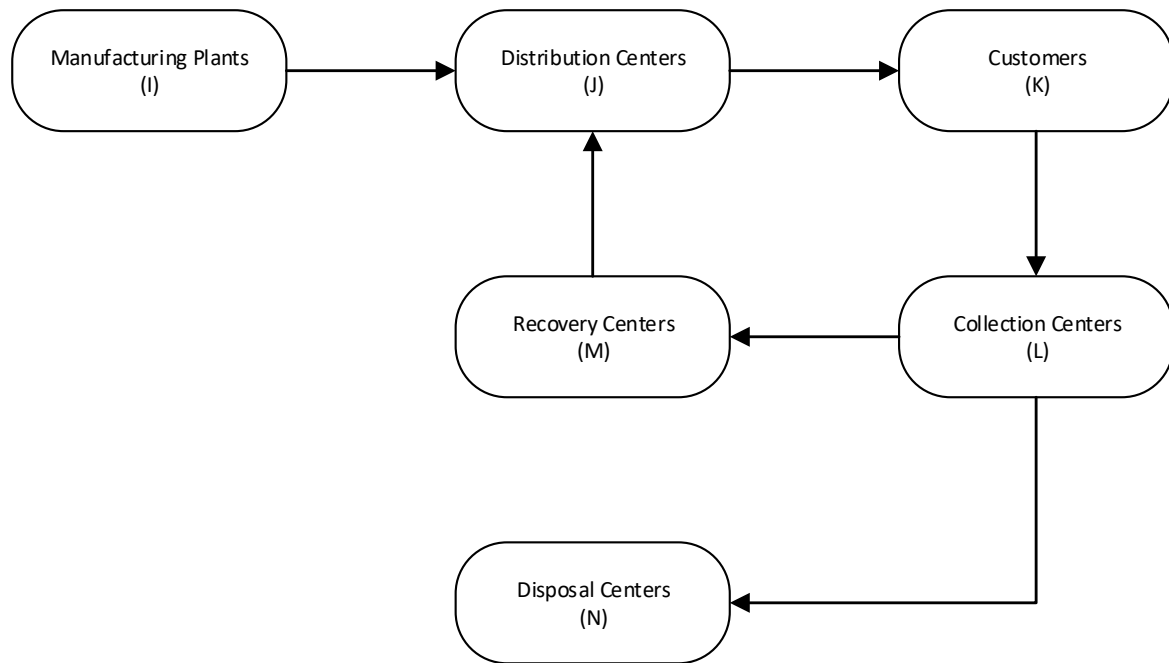 Manufacturing Plants
(I)
Distribution Centers
(J)
Customers
(K)
Recovery Centers
(M)
Collection Centers
(L)
Disposal Centers
(N)